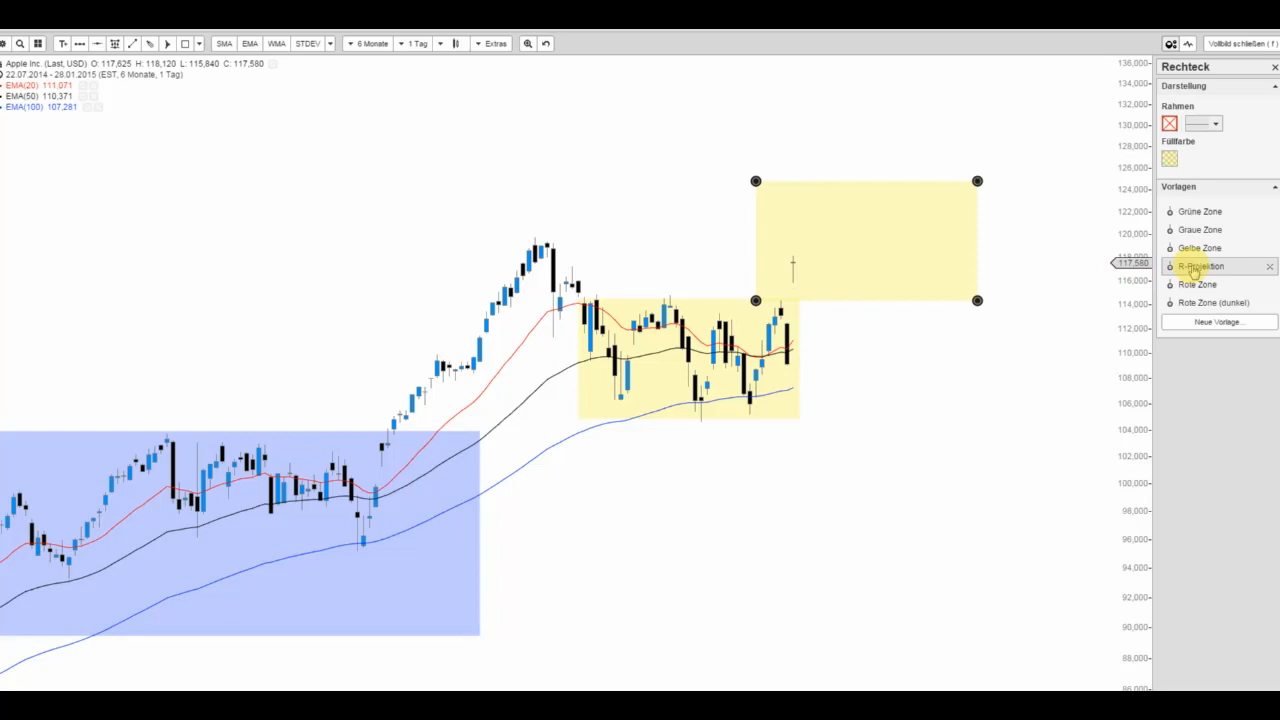 T+ SMA EMA WMA STDEV 6 Monate 1 Tag Extras Vollbild schließen ( f )
Apple Inc. (Last, USD) O: 117,625 H: 118,120 L: 115,840 C: 117,580
22.07.2014 - 28.01.2015 (EST, 6 Monate, 1 Tag)
EMA(20) 111,071
EMA(50) 110,371
EMA(100) 107,281
136,000
134,000
132,000
130,000
128,000
126,000
124,000
122,000
120,000
118,000
117,580
116,000
114,000
112,000
110,000
108,000
106,000
104,000
102,000
100,000
98,000
96,000
94,000
92,000
90,000
88,000
86,000
Rechteck
Darstellung
Rahmen
Füllfarbe
Vorlagen
Grüne Zone
Graue Zone
Gelbe Zone
R-Projektion
Rote Zone
Rote Zone (dunkel)
Neue Vorlage...